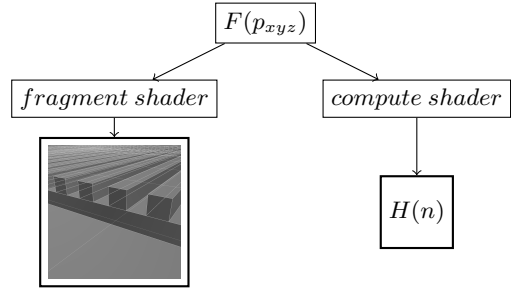 F(p_{xyz})
fragment shader
compute shader
H(n)